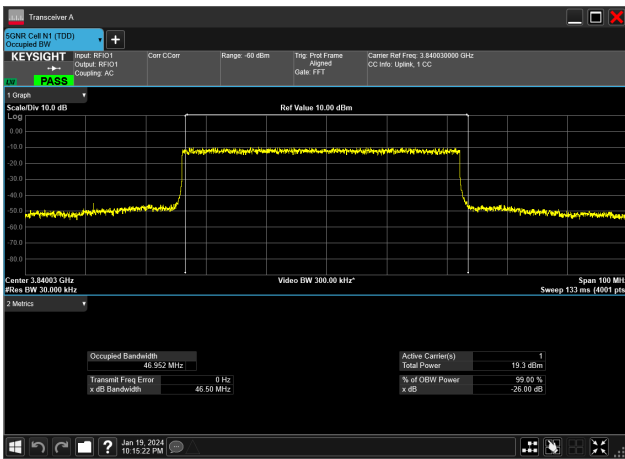 Transceiver A
5GNR Cell N1 (TDD)
Occupied BW
KEYSIGHT Input: RFIO1 Corr CCorr Range: -60 dBm Trig: Prot Frame Carrier Ref Freq: 3.840030000 GHz
Output: RFIO1 Aligned CC Info: Uplink, 1 CC
Coupling: AC Gate: FFT
PASS
1 Graph
Scale/Div 10.0 dB Ref Value 10.00 dBm
Log
0.00
-10.0
-20.0
-30.0
-40.0
-50.0
-60.0
-70.0
-80.0
Center 3.84003 GHz Video BW 300.00 kHz* Span 100 MHz
#Res BW 30.000 kHz Sweep 133 ms (4001 pts
2 Metrics
Occupied Bandwidth Active Carrier(s) 1
46.952 MHz Total Power 19.3 dBm
Transmit Freq Error 0 Hz % of OBW Power 99.00 %
x dB Bandwidth 46.50 MHz x dB -26.00 dB
Jan 19, 2024
10:15:22 PM